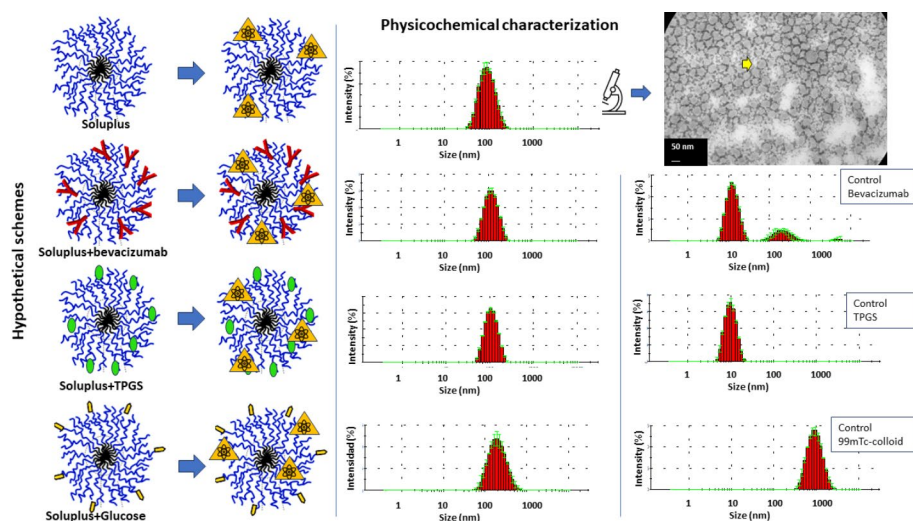 Physicochemical characterization
Hypothetical schemes
Soluplus
Intensity (%)
1
10
100
1000
Size (nm)
50 nm
Soluplus+bevacizumab
Intensity (%)
1
10
100
1000
Size (nm)
Control
Bevacizumab
Intensity (%)
1
10
100
1000
Size (nm)
Soluplus+TPGS
Intensity (%)
1
10
100
1000
Size (nm)
Control
TPGS
Intensity (%)
1
10
100
1000
Size (nm)
Soluplus+Glucose
Intensidad (%)
1
10
100
1000
Size (nm)
Control
99mTc-colloid
Intensity (%)
1
10
100
1000
Size (nm)